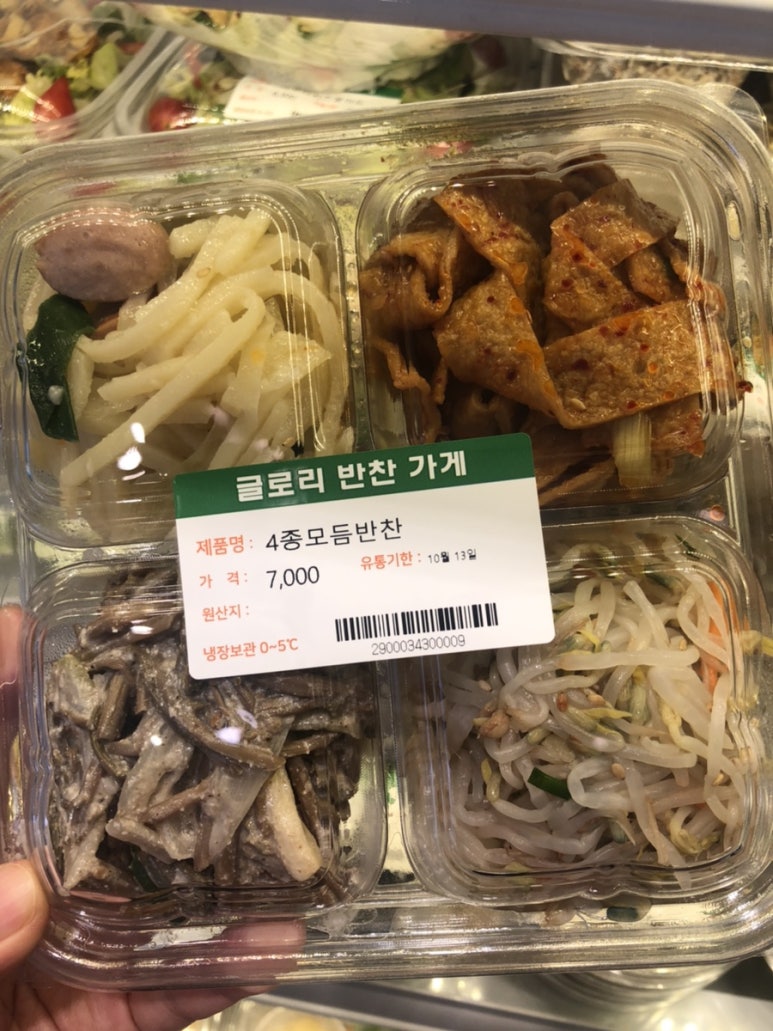 글로리 반찬 가게
제품명 : 4종모듬반찬
가 격 : 7,000 유통기한 : 10월 13일
원산지 :
냉장보관 0~5℃
2900034300009